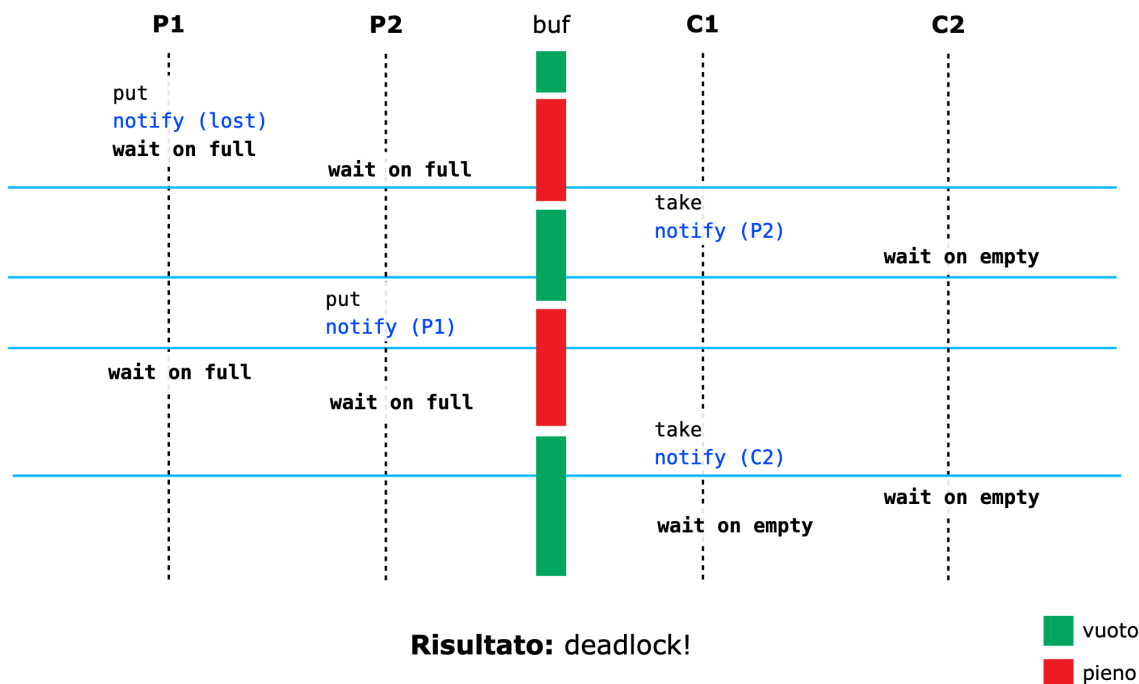 P1 P2 buf C1 C2
put
notify (lost)
wait on full
wait on full
take
notify (P2)
wait on empty
put
notify (P1)
wait on full
wait on full
take
notify (C2)
wait on empty
wait on empty
Risultato: deadlock!
vuoto
pieno